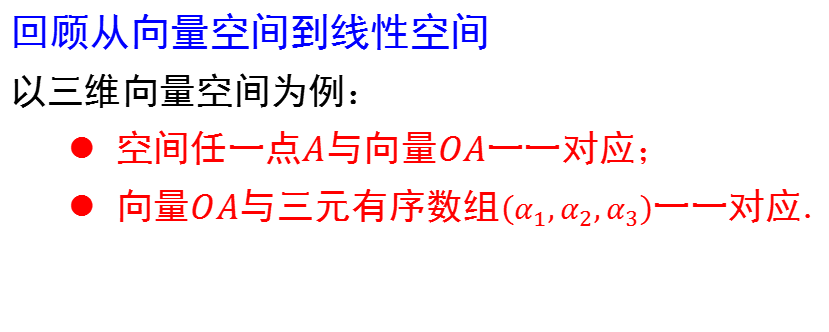 回顾从向量空间到线性空间
以三维向量空间为例：
● 空间任一点A与向量OA一一对应；
● 向量OA与三元有序数组(α₁, α₂, α₃)一一对应.